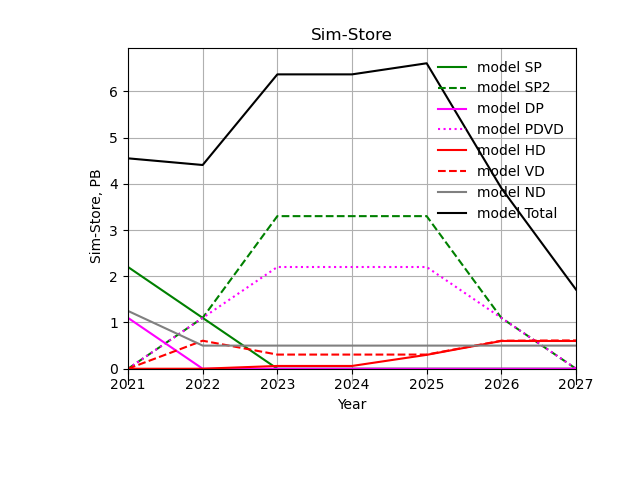 Sim-Store
Sim-Store, PB
6
5
4
3
2
1
0
model SP
model SP2
model DP
model PDVD
model HD
model VD
model ND
model Total
2021 2022 2023 2024 2025 2026 2027
Year